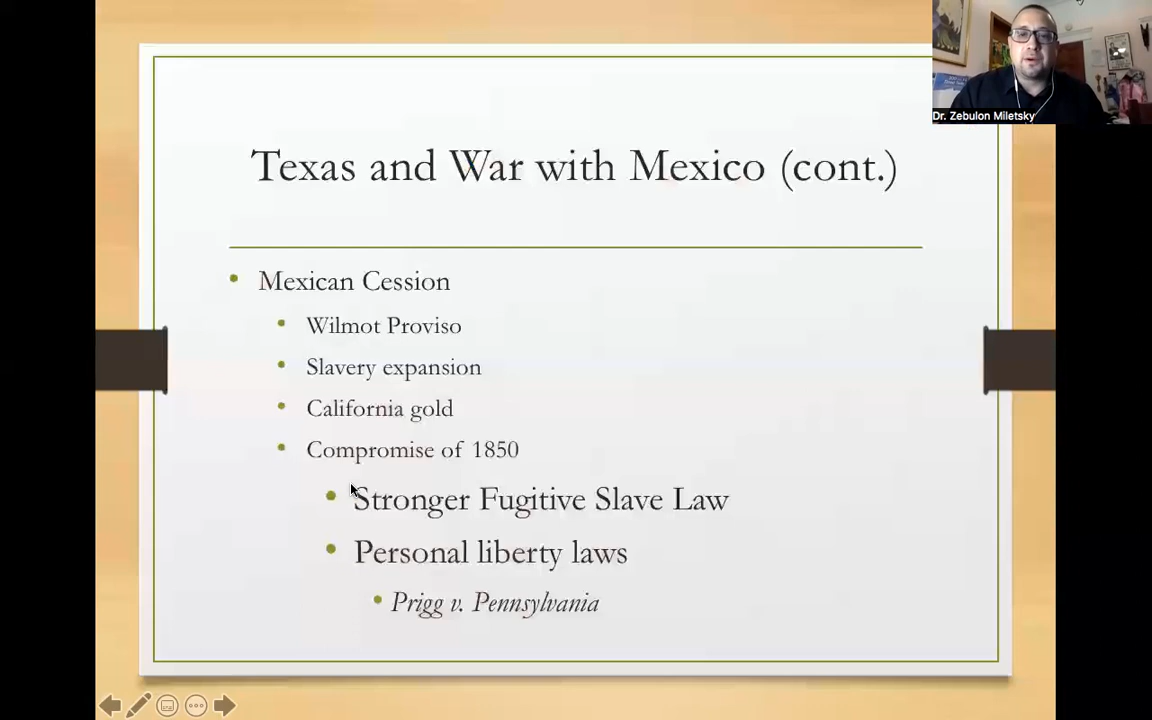 Dr. Zebulon Miletsky
Texas and War with Mexico (cont.)
Mexican Cession
Wilmot Proviso
Slavery expansion
California gold
Compromise of 1850
Stronger Fugitive Slave Law
Personal liberty laws
Prigg v. Pennsylvania